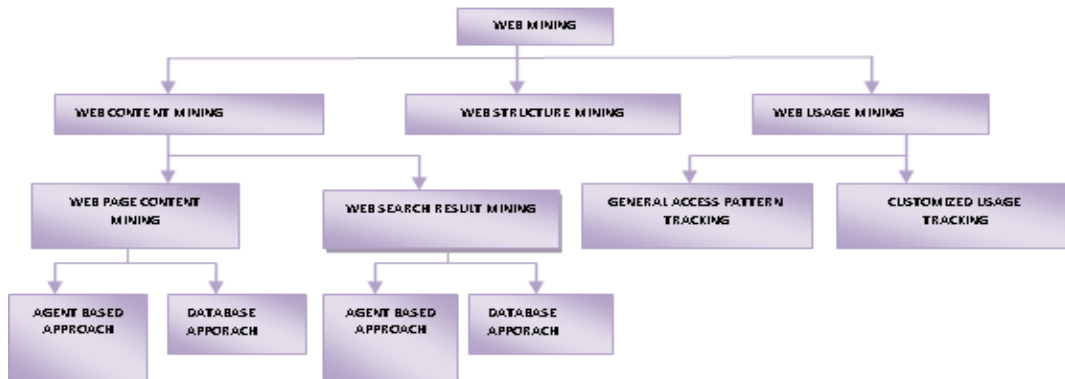 WEB MINING
WEB CONTENT MINING
WEB STRUCTURE MINING
WEB USAGE MINING
WEB PAGE CONTENT
MINING
WEB SEARCH RESULT MINING
GENERAL ACCESS PATTERN
TRACKING
CUSTOMIZED USAGE
TRACKING
AGENT BASED
APPROACH
DATABASE
APPORACH
AGENT BASED
APPROACH
DATABASE
APPORACH